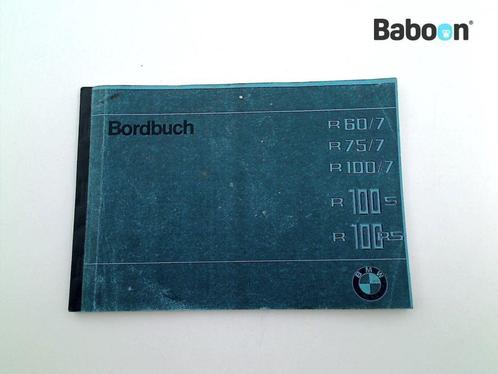 Baboon
Bordbuch
R 60/7
R 75/7
R 100/7
R 100 S
R 100 RS
BMW